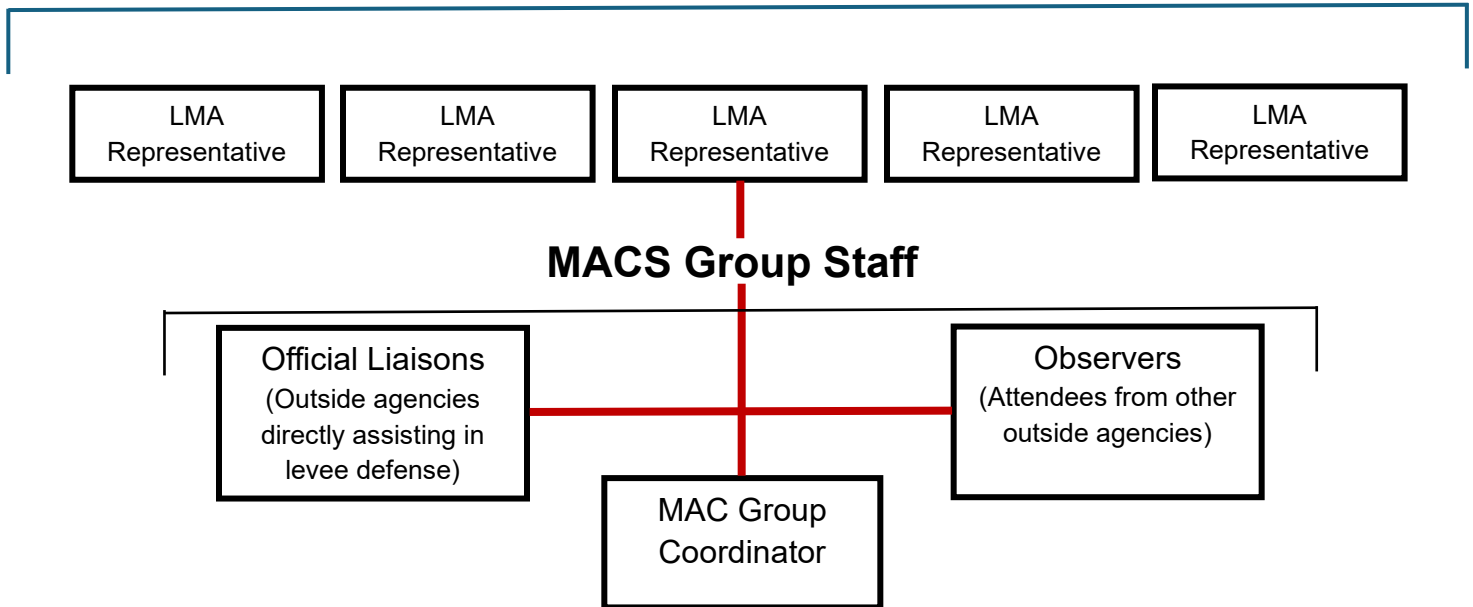 LMA
Representative
LMA
Representative
LMA
Representative
LMA
Representative
LMA
Representative
MACS Group Staff
Official Liaisons
(Outside agencies
directly assisting in
levee defense)
Observers
(Attendees from other
outside agencies)
MAC Group
Coordinator